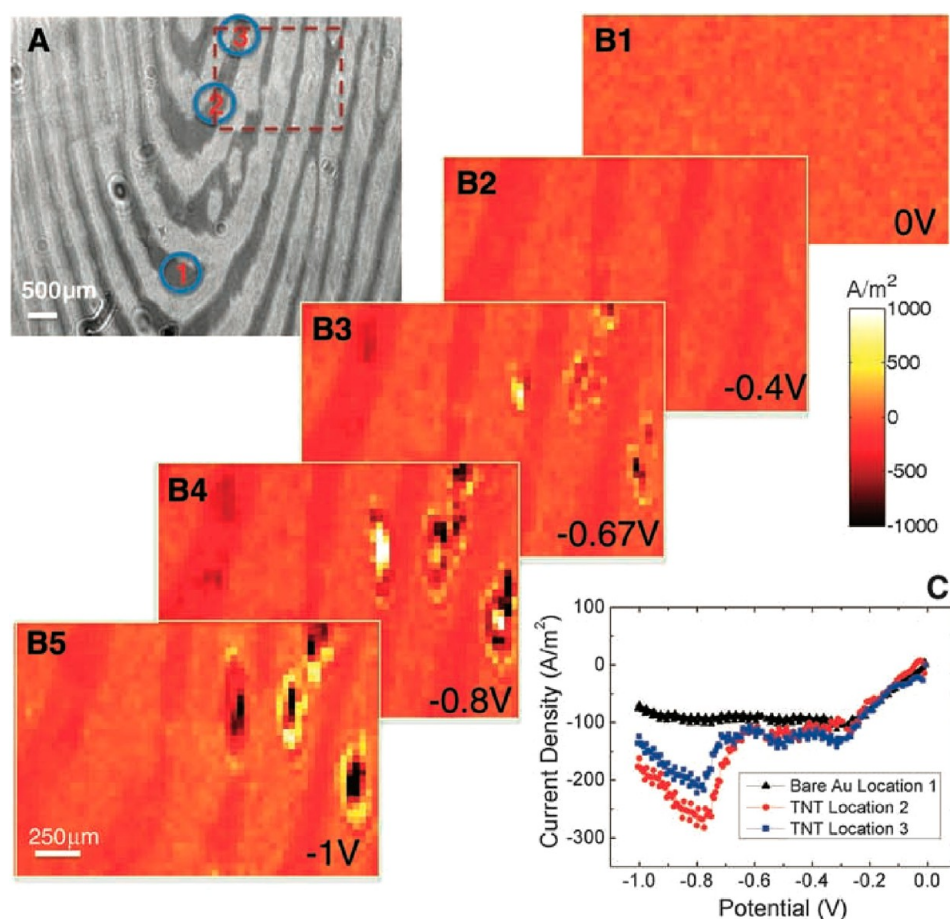 A
3
2
1
500μm
B1
0V
B2
-0.4V
B3
-0.67V
B4
-0.8V
B5
-1V
250μm
A/m²
1000
500
0
-500
-1000
C
Current Density (A/m²)
100
0
-100
-200
-300
Bare Au Location 1
TNT Location 2
TNT Location 3
-1.0 -0.8 -0.6 -0.4 -0.2 0.0
Potential (V)